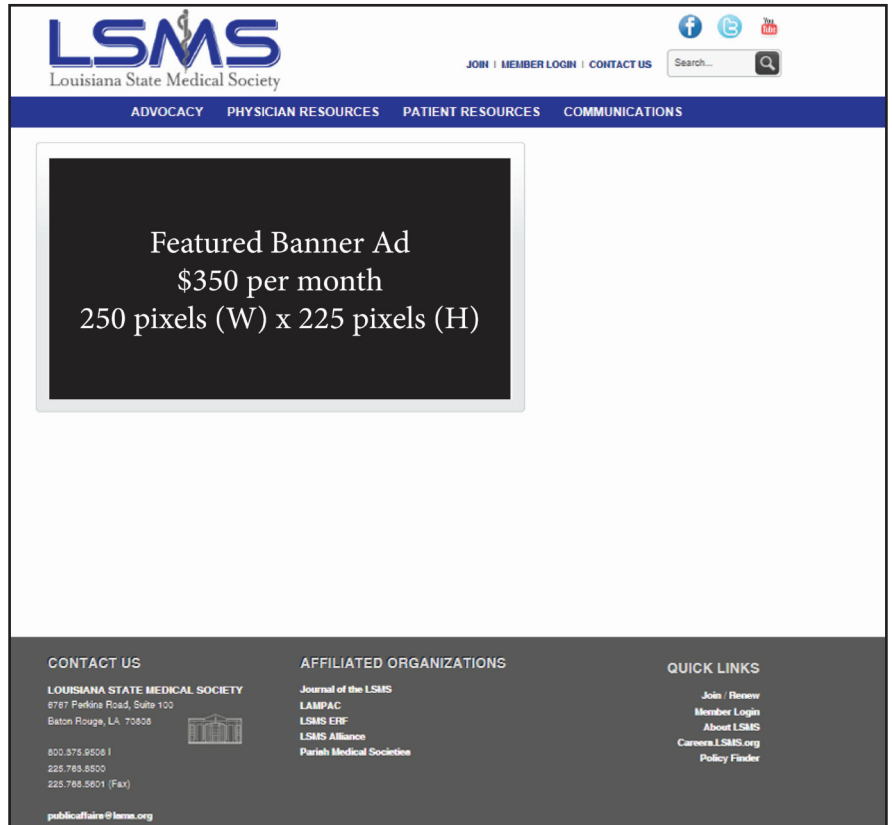 LSMS
Louisiana State Medical Society
You
Tube
JOIN | MEMBER LOGIN | CONTACT US
Search...
ADVOCACY PHYSICIAN RESOURCES PATIENT RESOURCES COMMUNICATIONS
Featured Banner Ad
$350 per month
250 pixels (W) x 225 pixels (H)
CONTACT US
LOUISIANA STATE MEDICAL SOCIETY
6767 Perkins Road, Suite 100
Baton Rouge, LA 70808
800.375.9508 |
225.763.8500
225.768.5601 (Fax)
publicaffairs@lsms.org
AFFILIATED ORGANIZATIONS
Journal of the LSMS
LAMPAC
LSMS ERF
LSMS Alliance
Parish Medical Societies
QUICK LINKS
Join / Renew
Member Login
About LSMS
Careers.LSMS.org
Policy Finder